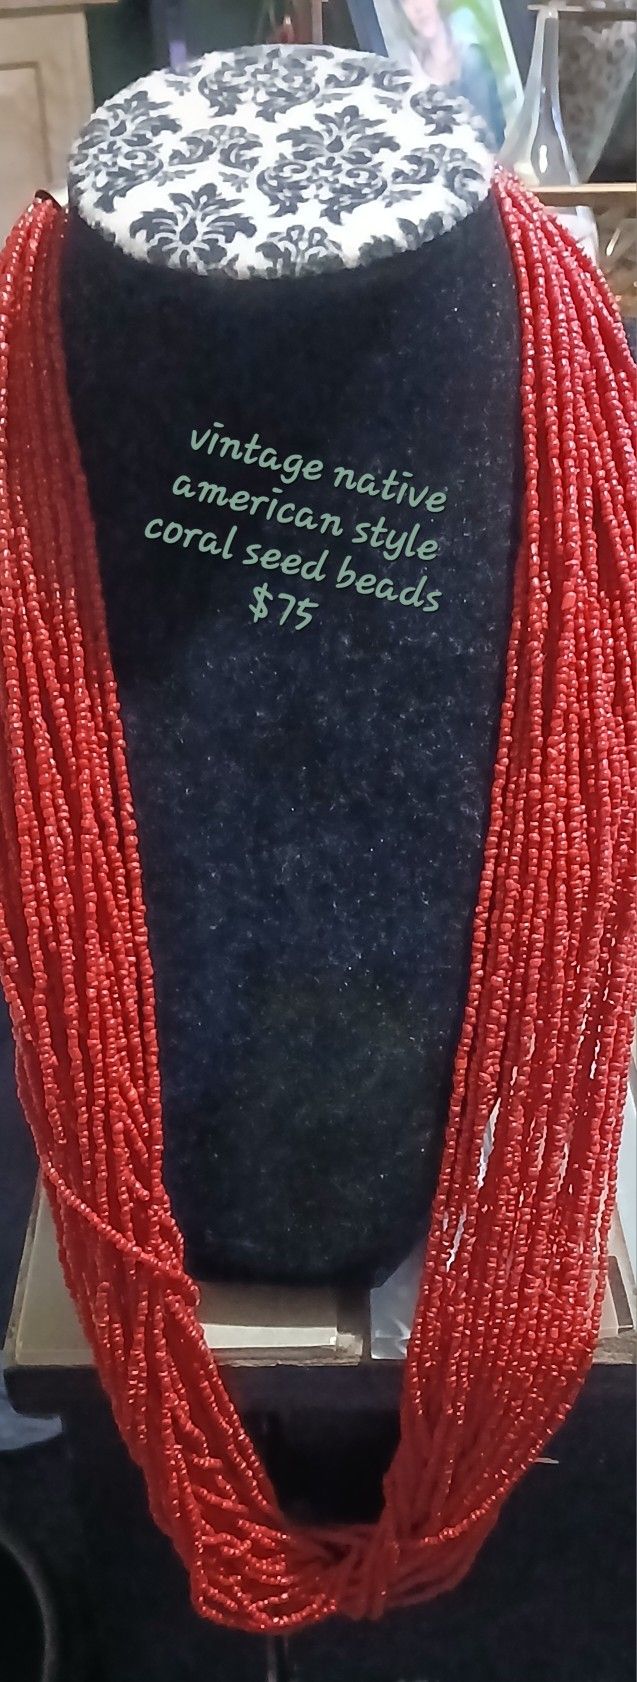 vintage native
american style
coral seed beads
$75